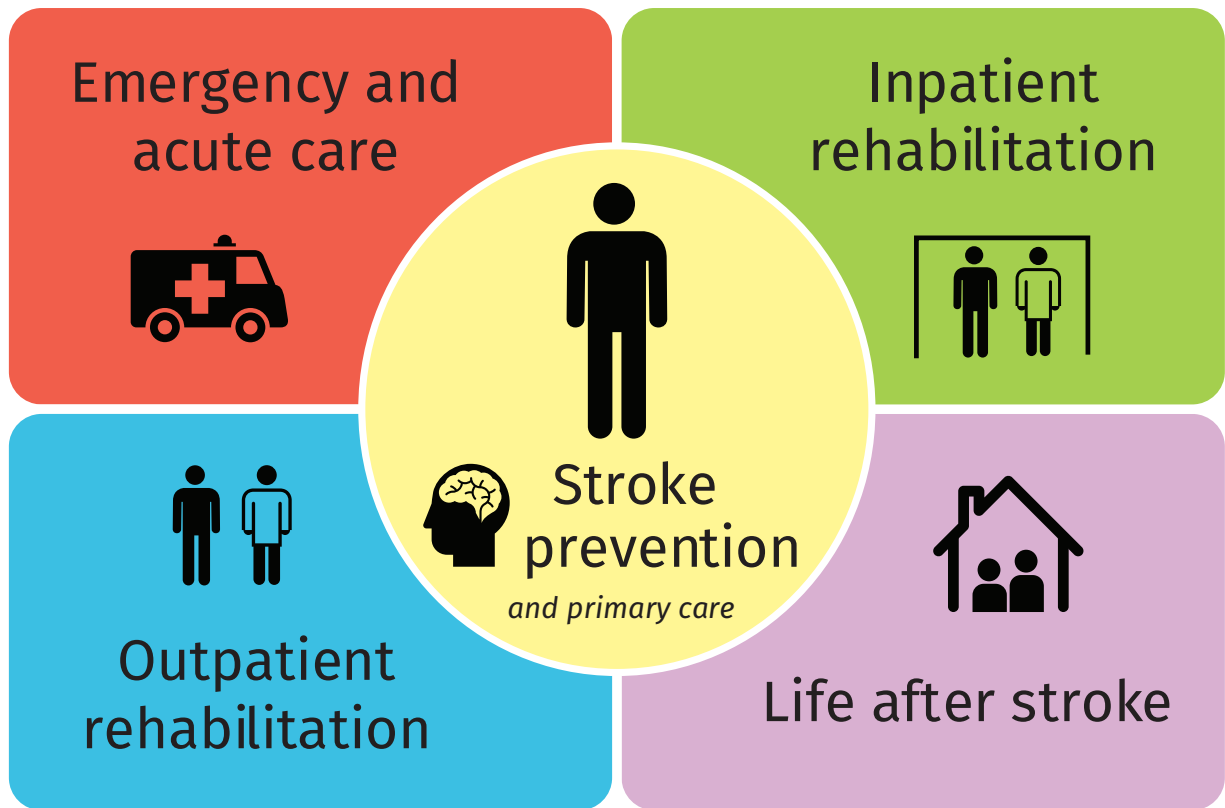 Emergency and
acute care
Inpatient
rehabilitation
Stroke
prevention
and primary care
Outpatient
rehabilitation
Life after stroke